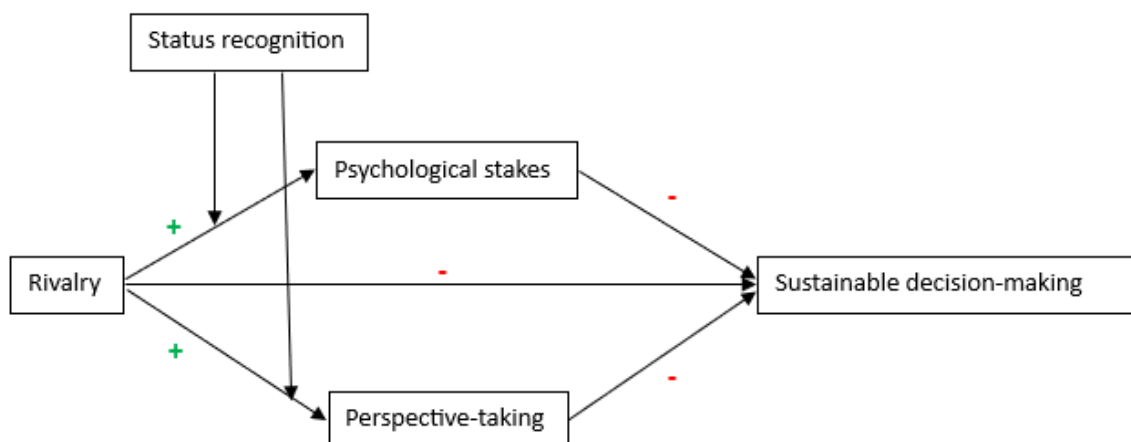 Status recognition
Psychological stakes
-
+
Rivalry
-
Sustainable decision-making
+
-
Perspective-taking